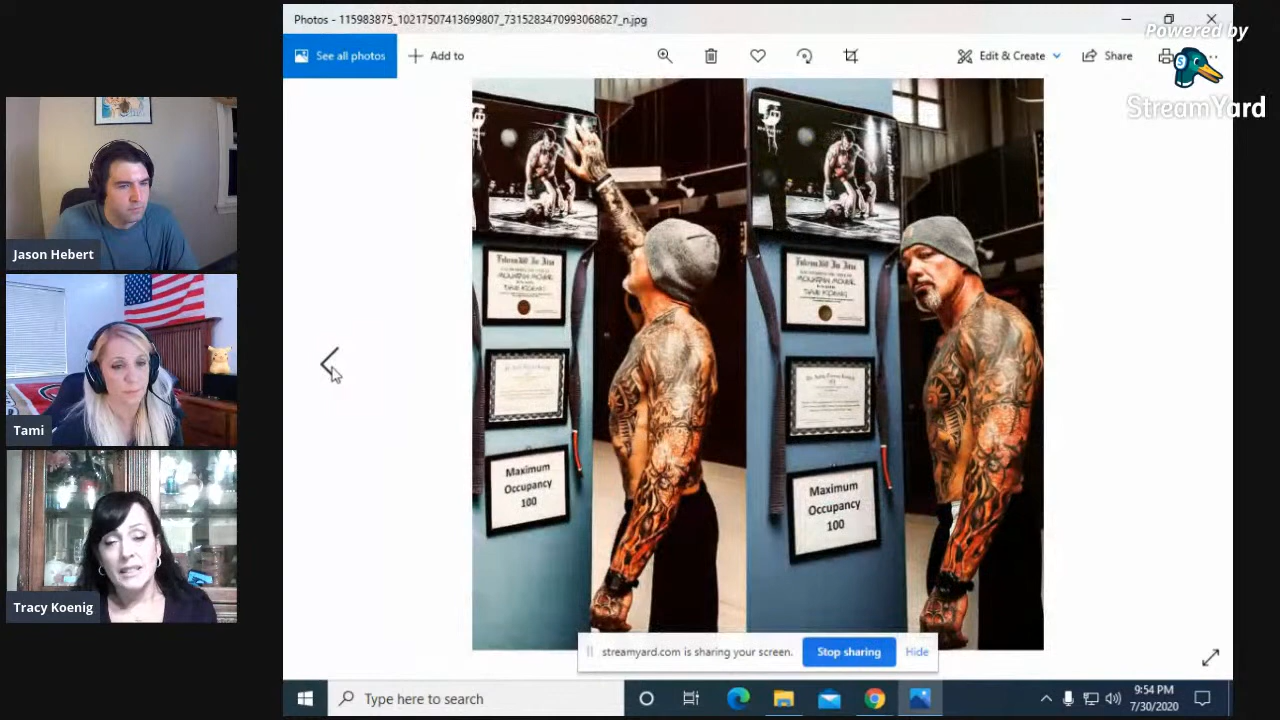 Photos - 115983875_10217507413699807_7315283470993068627_n.jpg
Powered by
StreamYard
See all photos
Add to
Edit & Create
Share
Jason Hebert
Tami
Tracy Koenig
Maximum
Occupancy
100
Maximum
Occupancy
100
streamyard.com is sharing your screen.
Stop sharing
Hide
Type here to search
9:54 PM
7/30/2020